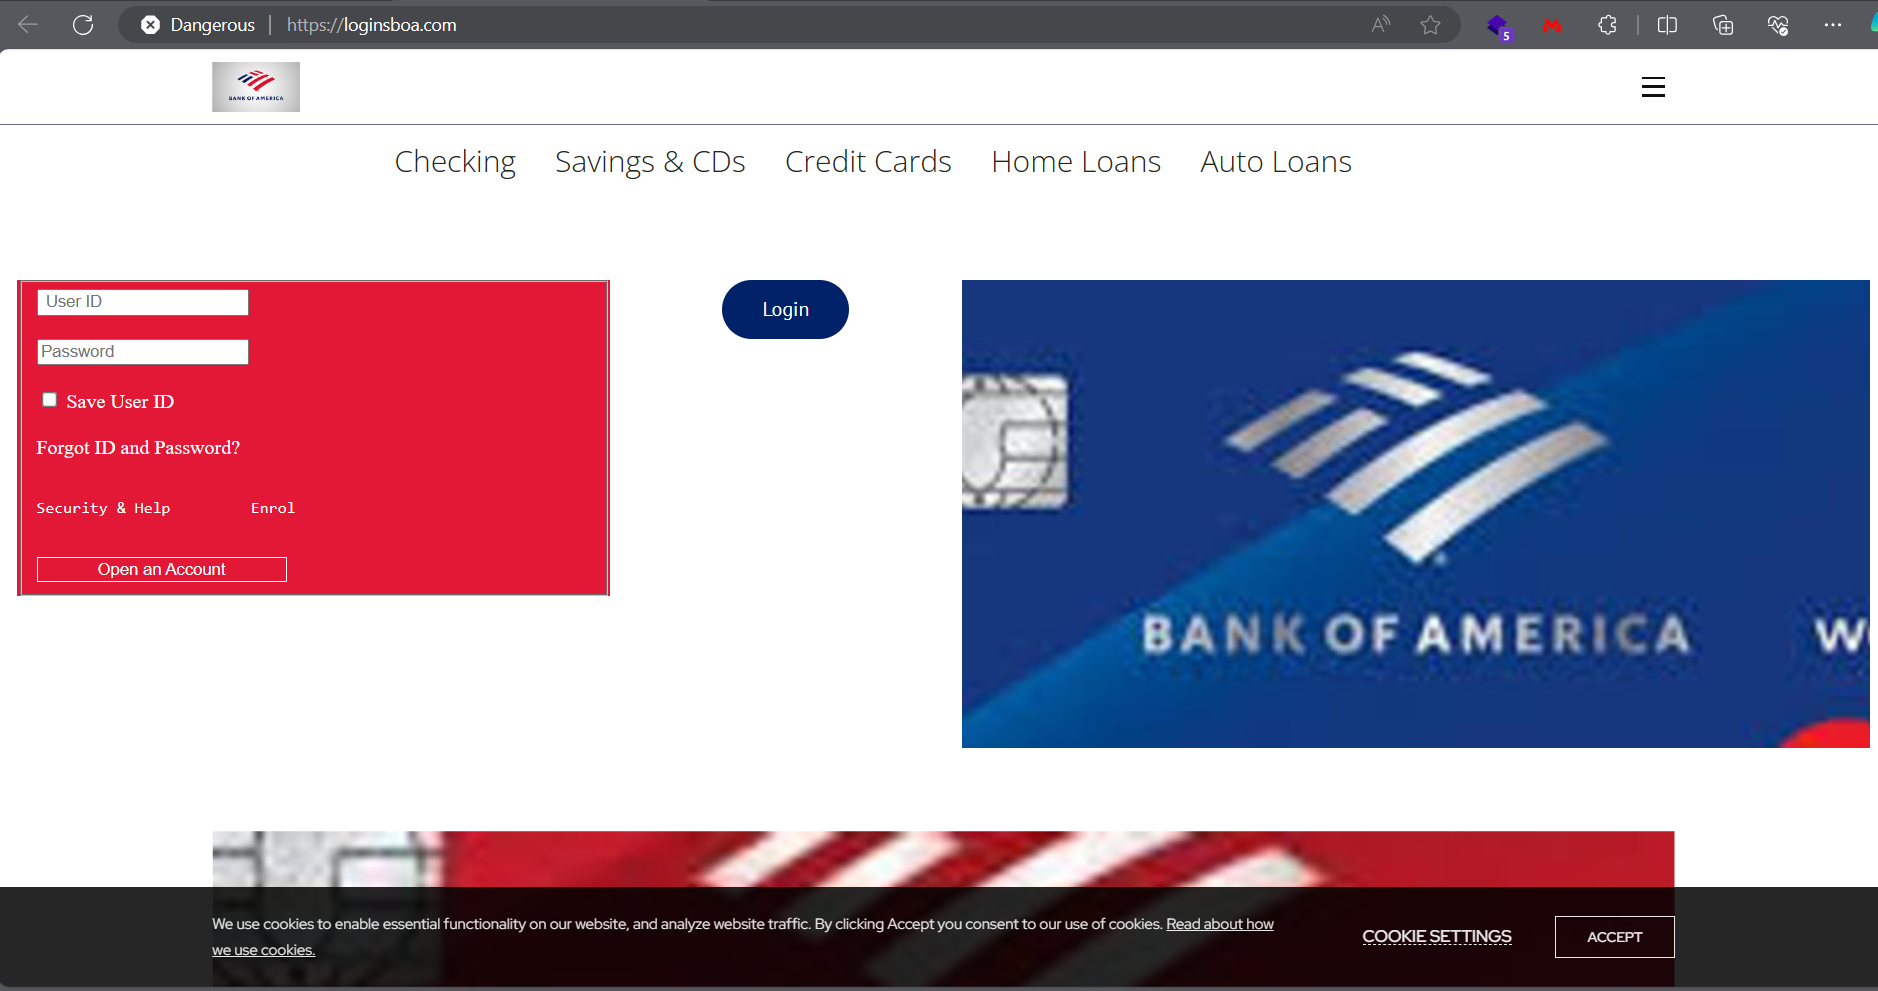 Dangerous
https://loginsboa.com
5
BANK OF AMERICA
Checking Savings & CDs Credit Cards Home Loans Auto Loans
User ID
Password
Save User ID
Forgot ID and Password?
Security & Help Enrol
Open an Account
Login
BANK OF AMERICA
We use cookies to enable essential functionality on our website, and analyze website traffic. By clicking Accept you consent to our use of cookies. Read about how
we use cookies.
COOKIE SETTINGS
ACCEPT